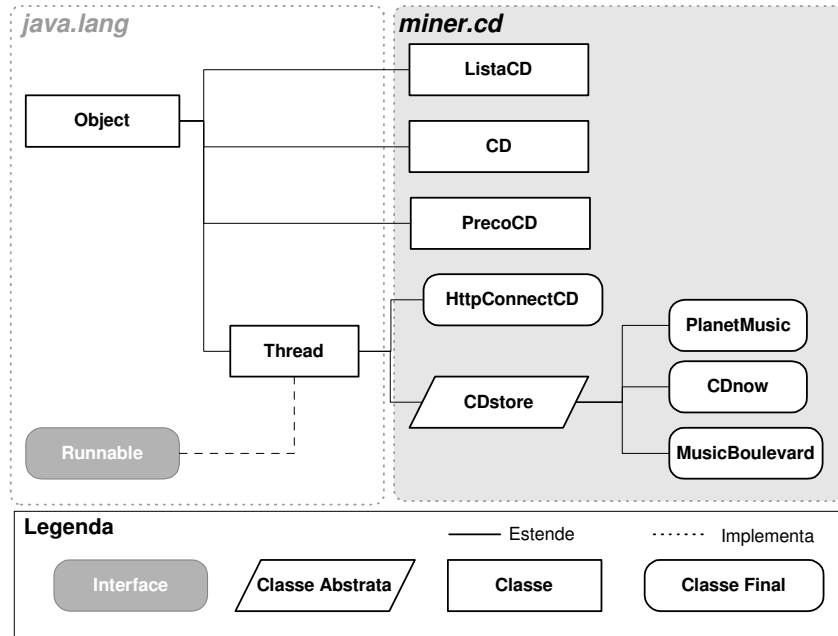 java.lang
miner.cd
ListaCD
Object
CD
PrecoCD
HttpConnectCD
PlanetMusic
Thread
CDstore
CDnow
Runnable
MusicBoulevard
Legenda
Estende
Implementa
Interface
Classe Abstrata
Classe
Classe Final